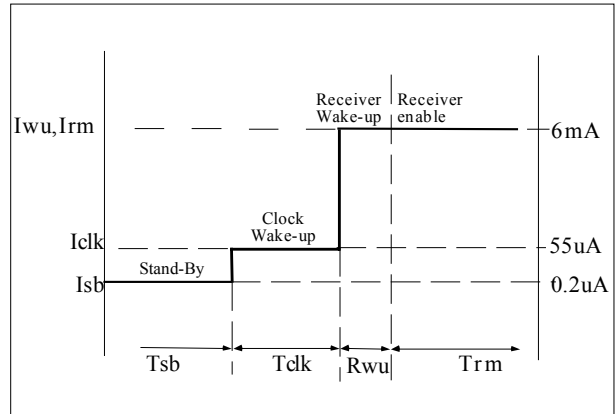 Receiver Receiver
Wake-up enable
Iwu,Irm
6mA
Clock
Wake-up
Iclk
55uA
Stand-By
Isb
0.2uA
Tsb Tclk Rwu Trm